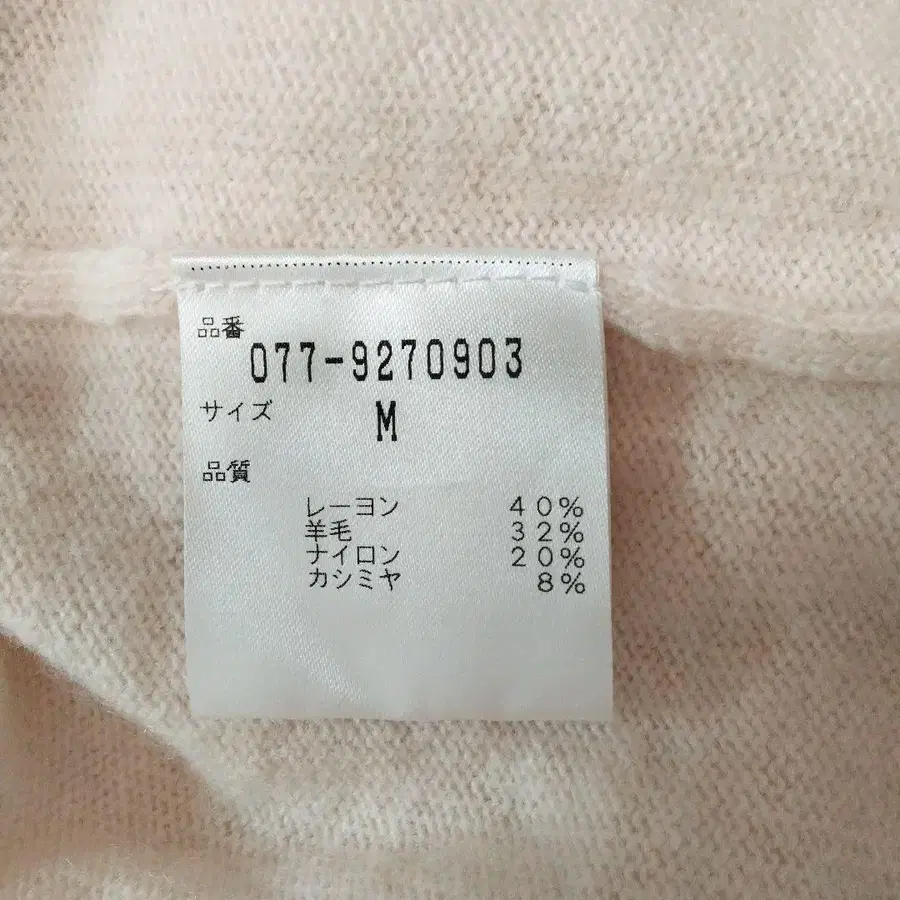 品番
077-9270903
サイズ M
品質
レーヨン 40%
羊毛 32%
ナイロン 20%
カシミヤ 8%